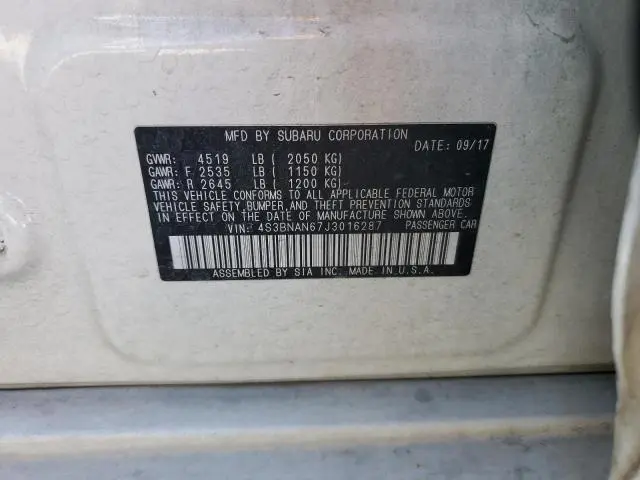 MFD BY SUBARU CORPORATION
DATE: 09/17
GVWR: 4519 LB ( 2050 KG)
GAWR: F 2535 LB ( 1150 KG)
GAWR: R 2645 LB ( 1200 KG)
THIS VEHICLE CONFORMS TO ALL APPLICABLE FEDERAL MOTOR
VEHICLE SAFETY,BUMPER,AND THEFT PREVENTION STANDARDS
IN EFFECT ON THE DATE OF MANUFACTURE SHOWN ABOVE.
VIN: 4S3BNAN67J3016287 PASSENGER CAR
ASSEMBLED BY SIA INC. MADE IN U.S.A.